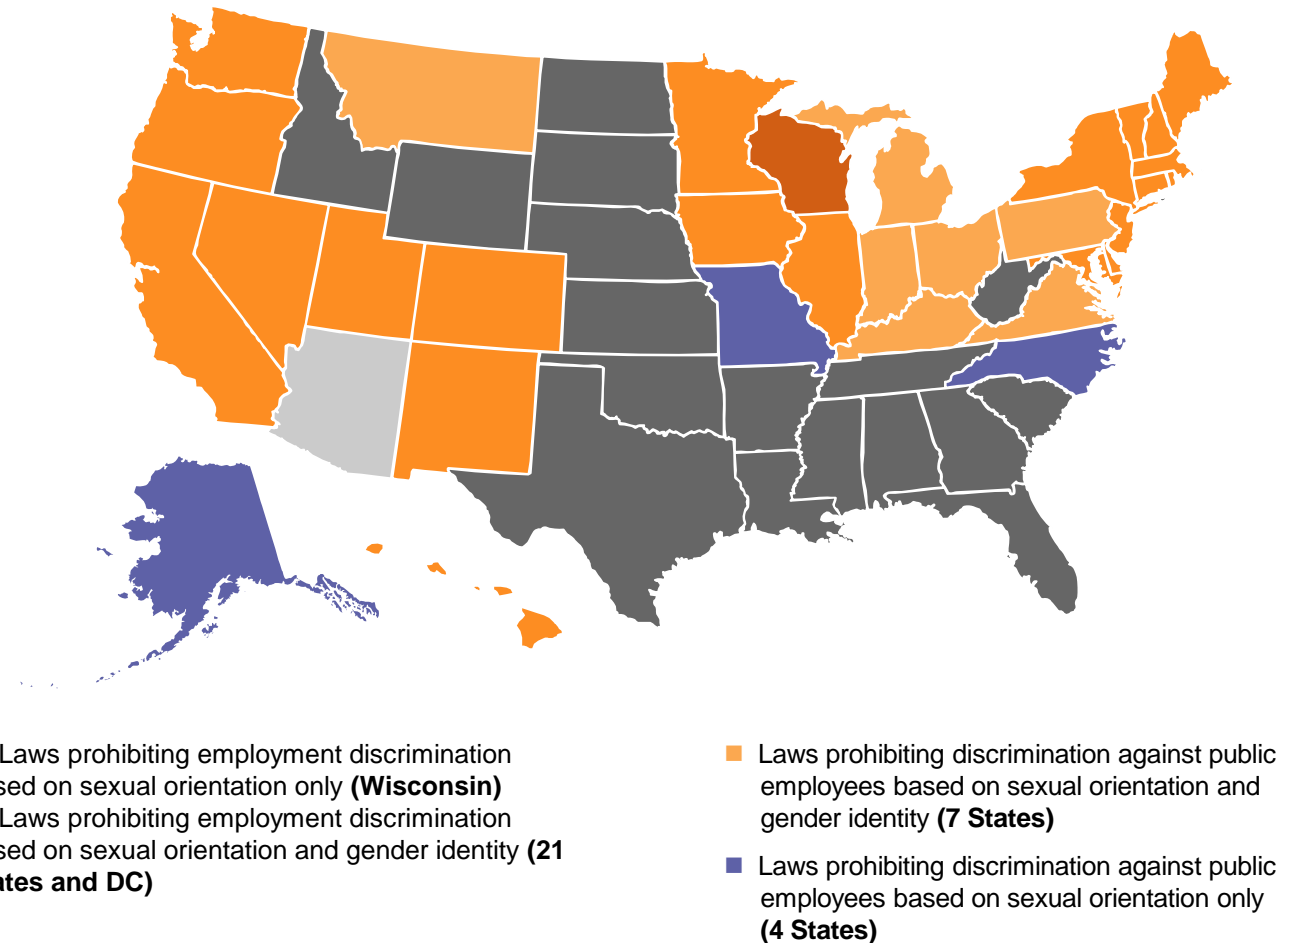 Laws prohibiting employment discrimination
sed on sexual orientation only (Wisconsin)
Laws prohibiting employment discrimination
sed on sexual orientation and gender identity (21
ates and DC)
Laws prohibiting discrimination against public
employees based on sexual orientation and
gender identity (7 States)
Laws prohibiting discrimination against public
employees based on sexual orientation only
(4 States)